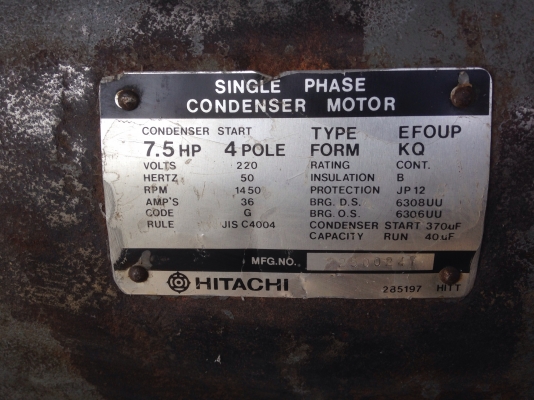 SINGLE PHASE
CONDENSER MOTOR
CONDENSER START
7.5 HP 4 POLE
VOLTS 220
HERTZ 50
RPM 1450
AMP'S 36
CODE G
RULE JIS C4004
TYPE EFOUP
FORM KQ
RATING CONT.
INSULATION B
PROTECTION JP 12
BRG. D.S. 6308UU
BRG. O.S. 6306UU
CONDENSER START 370uF
CAPACITY RUN 40uF
MFG.NO.
HITACHI
285197 HITT